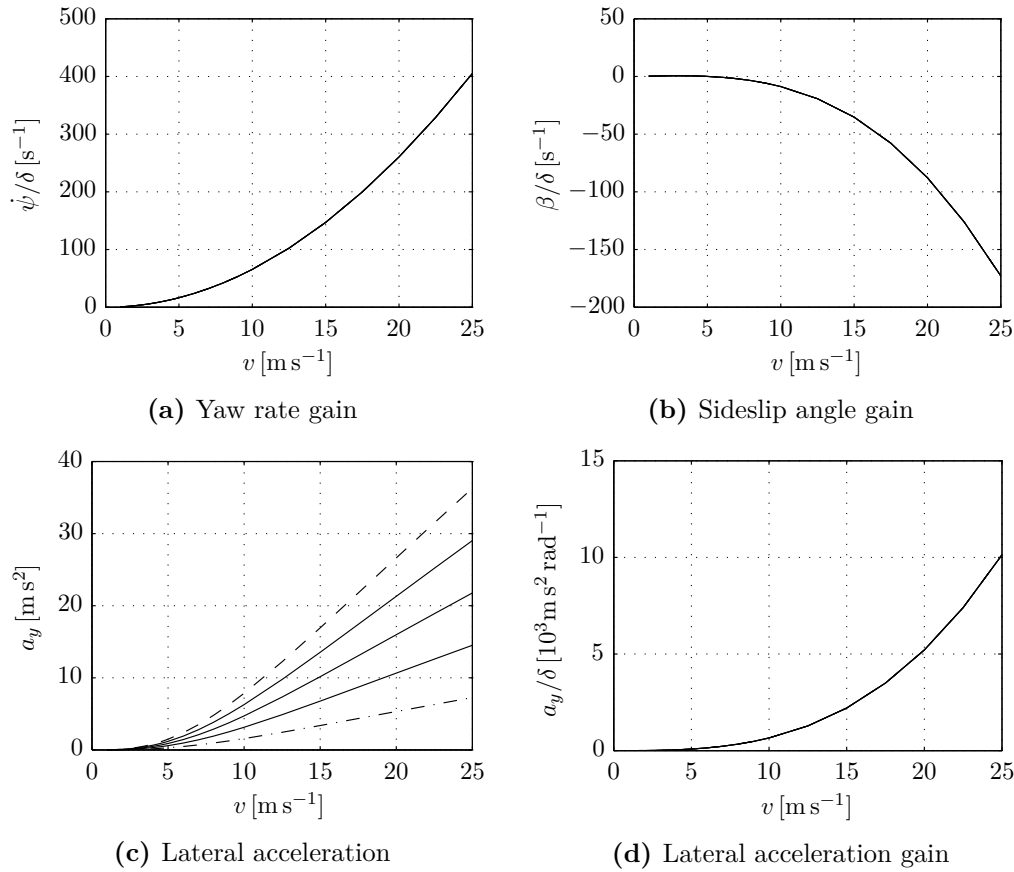 500
400
300
200
100
0
ψ̇/δ [s⁻¹]
0 5 10 15 20 25
v [m s⁻¹]
(a) Yaw rate gain
50
0
−50
−100
−150
−200
β/δ [s⁻¹]
0 5 10 15 20 25
v [m s⁻¹]
(b) Sideslip angle gain
40
30
20
10
0
a_y [m s²]
0 5 10 15 20 25
v [m s⁻¹]
(c) Lateral acceleration
15
10
5
0
a_y/δ [10³m s² rad⁻¹]
0 5 10 15 20 25
v [m s⁻¹]
(d) Lateral acceleration gain